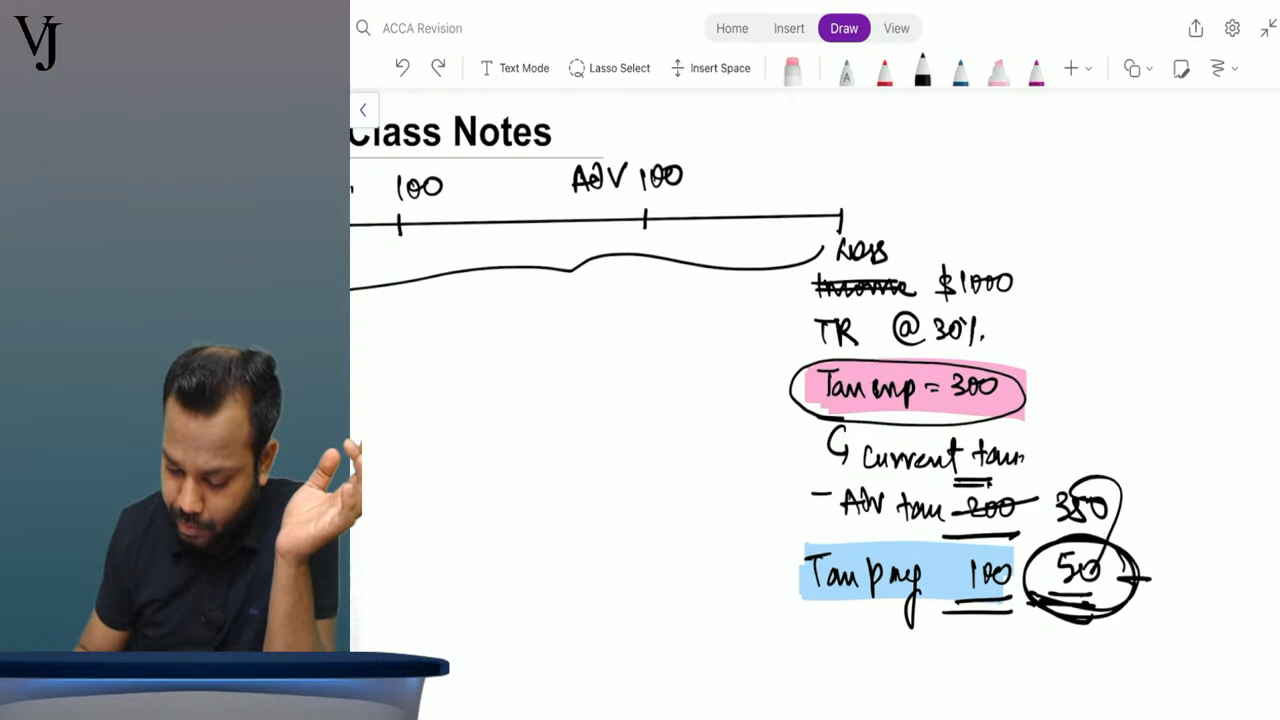 VJ
ACCA Revision
Home Insert Draw View
Text Mode Lasso Select Insert Space
Class Notes
100 ADV 100
Loss
Income $1000
TR @ 30%.
Tax exp = 300
↳ current tax
- ADV tax 200 350
Tax pay 100 50